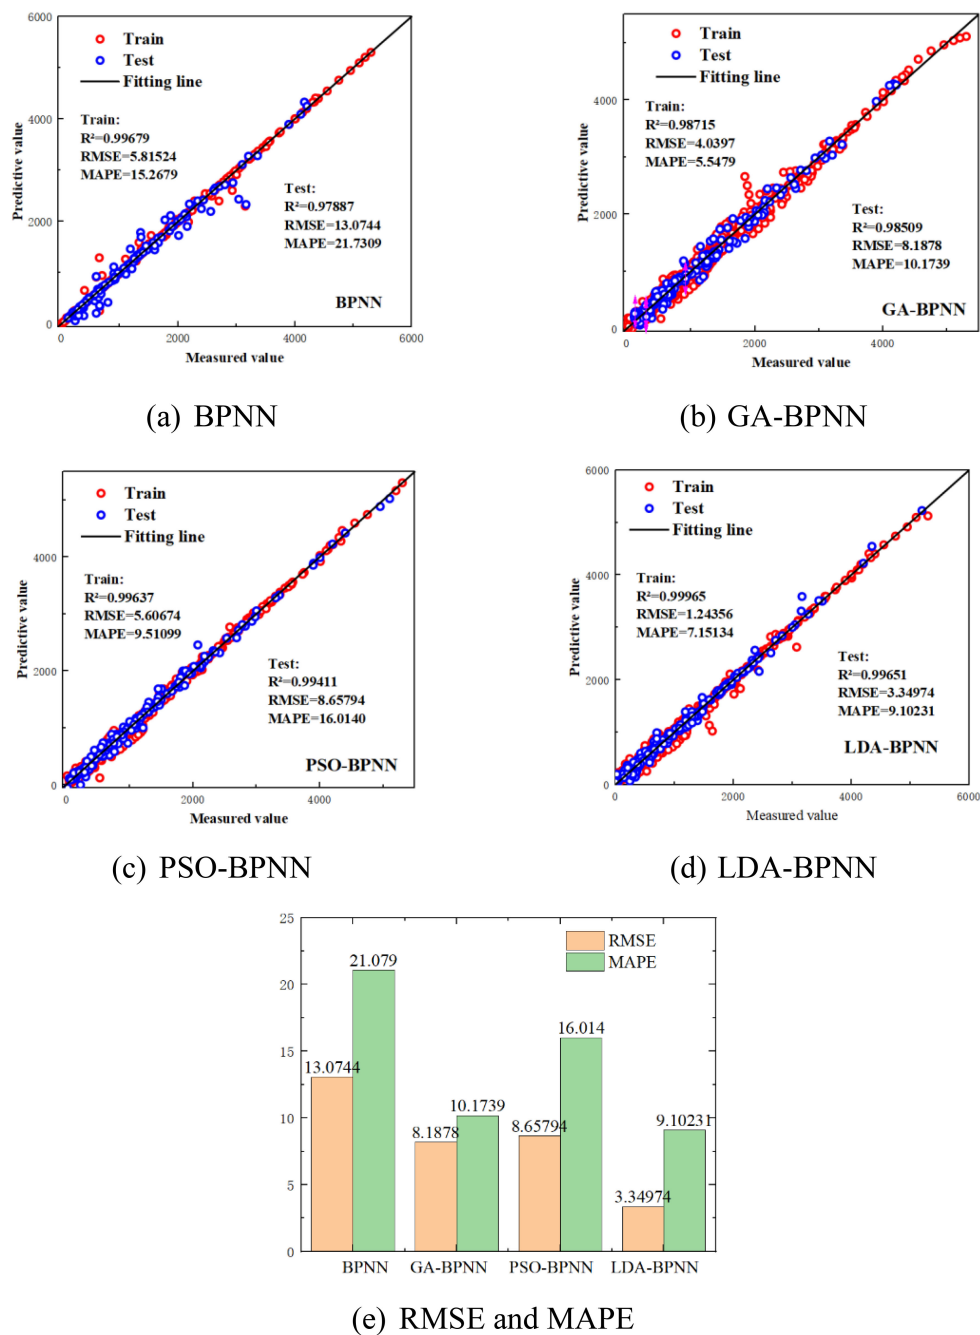 6000
4000
2000
0
Predictive value
Train
Test
Fitting line
Train:
R²=0.99679
RMSE=5.81524
MAPE=15.2679
Test:
R²=0.97887
RMSE=13.0744
MAPE=21.7309
BPNN
0 2000 4000 6000
Measured value
(a) BPNN
4000
2000
0
Predictive value
Train
Test
Fitting line
Train:
R²=0.98715
RMSE=4.0397
MAPE=5.5479
Test:
R²=0.98509
RMSE=8.1878
MAPE=10.1739
GA-BPNN
0 2000 4000
Measured value
(b) GA-BPNN
4000
2000
0
Predictive value
Train
Test
Fitting line
Train:
R²=0.99637
RMSE=5.60674
MAPE=9.51099
Test:
R²=0.99411
RMSE=8.65794
MAPE=16.0140
PSO-BPNN
0 2000 4000
Measured value
(c) PSO-BPNN
6000
4000
2000
0
Predictive value
Train
Test
Fitting line
Train:
R²=0.99965
RMSE=1.24356
MAPE=7.15134
Test:
R²=0.99651
RMSE=3.34974
MAPE=9.10231
LDA-BPNN
0 2000 4000 6000
Measured value
(d) LDA-BPNN
25
20
15
10
5
0
RMSE
MAPE
21.079
13.0744
8.1878
10.1739
8.65794
16.014
3.34974
9.10231
BPNN GA-BPNN PSO-BPNN LDA-BPNN
(e) RMSE and MAPE